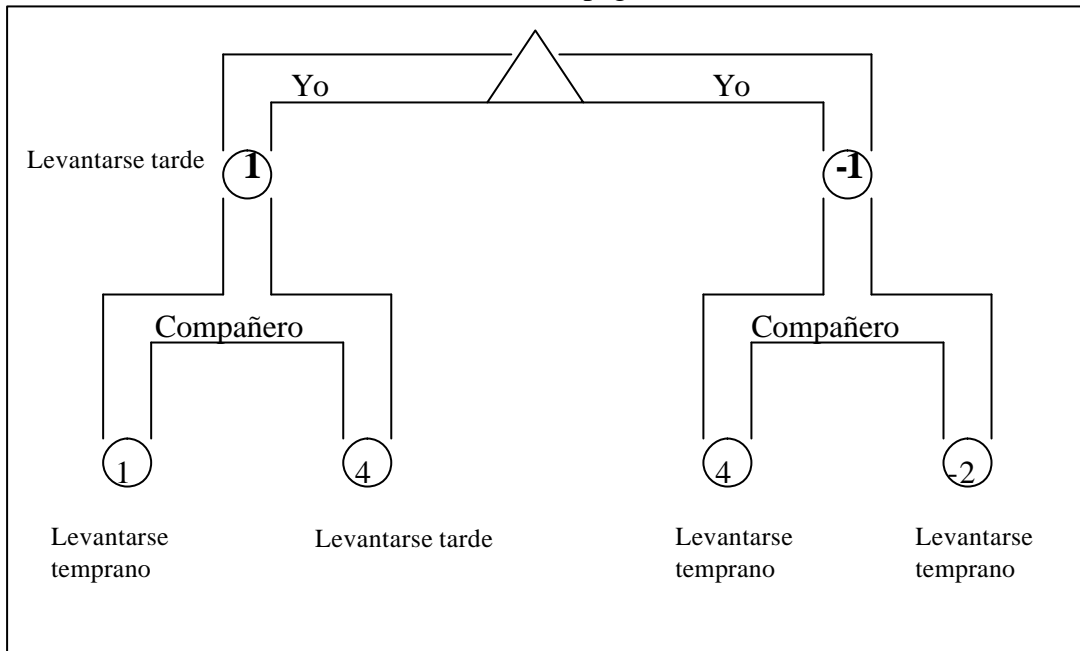 Yo Yo
Levantarse tarde 1 -1
Compañero Compañero
1 4 4 -2
Levantarse temprano Levantarse tarde Levantarse temprano Levantarse temprano